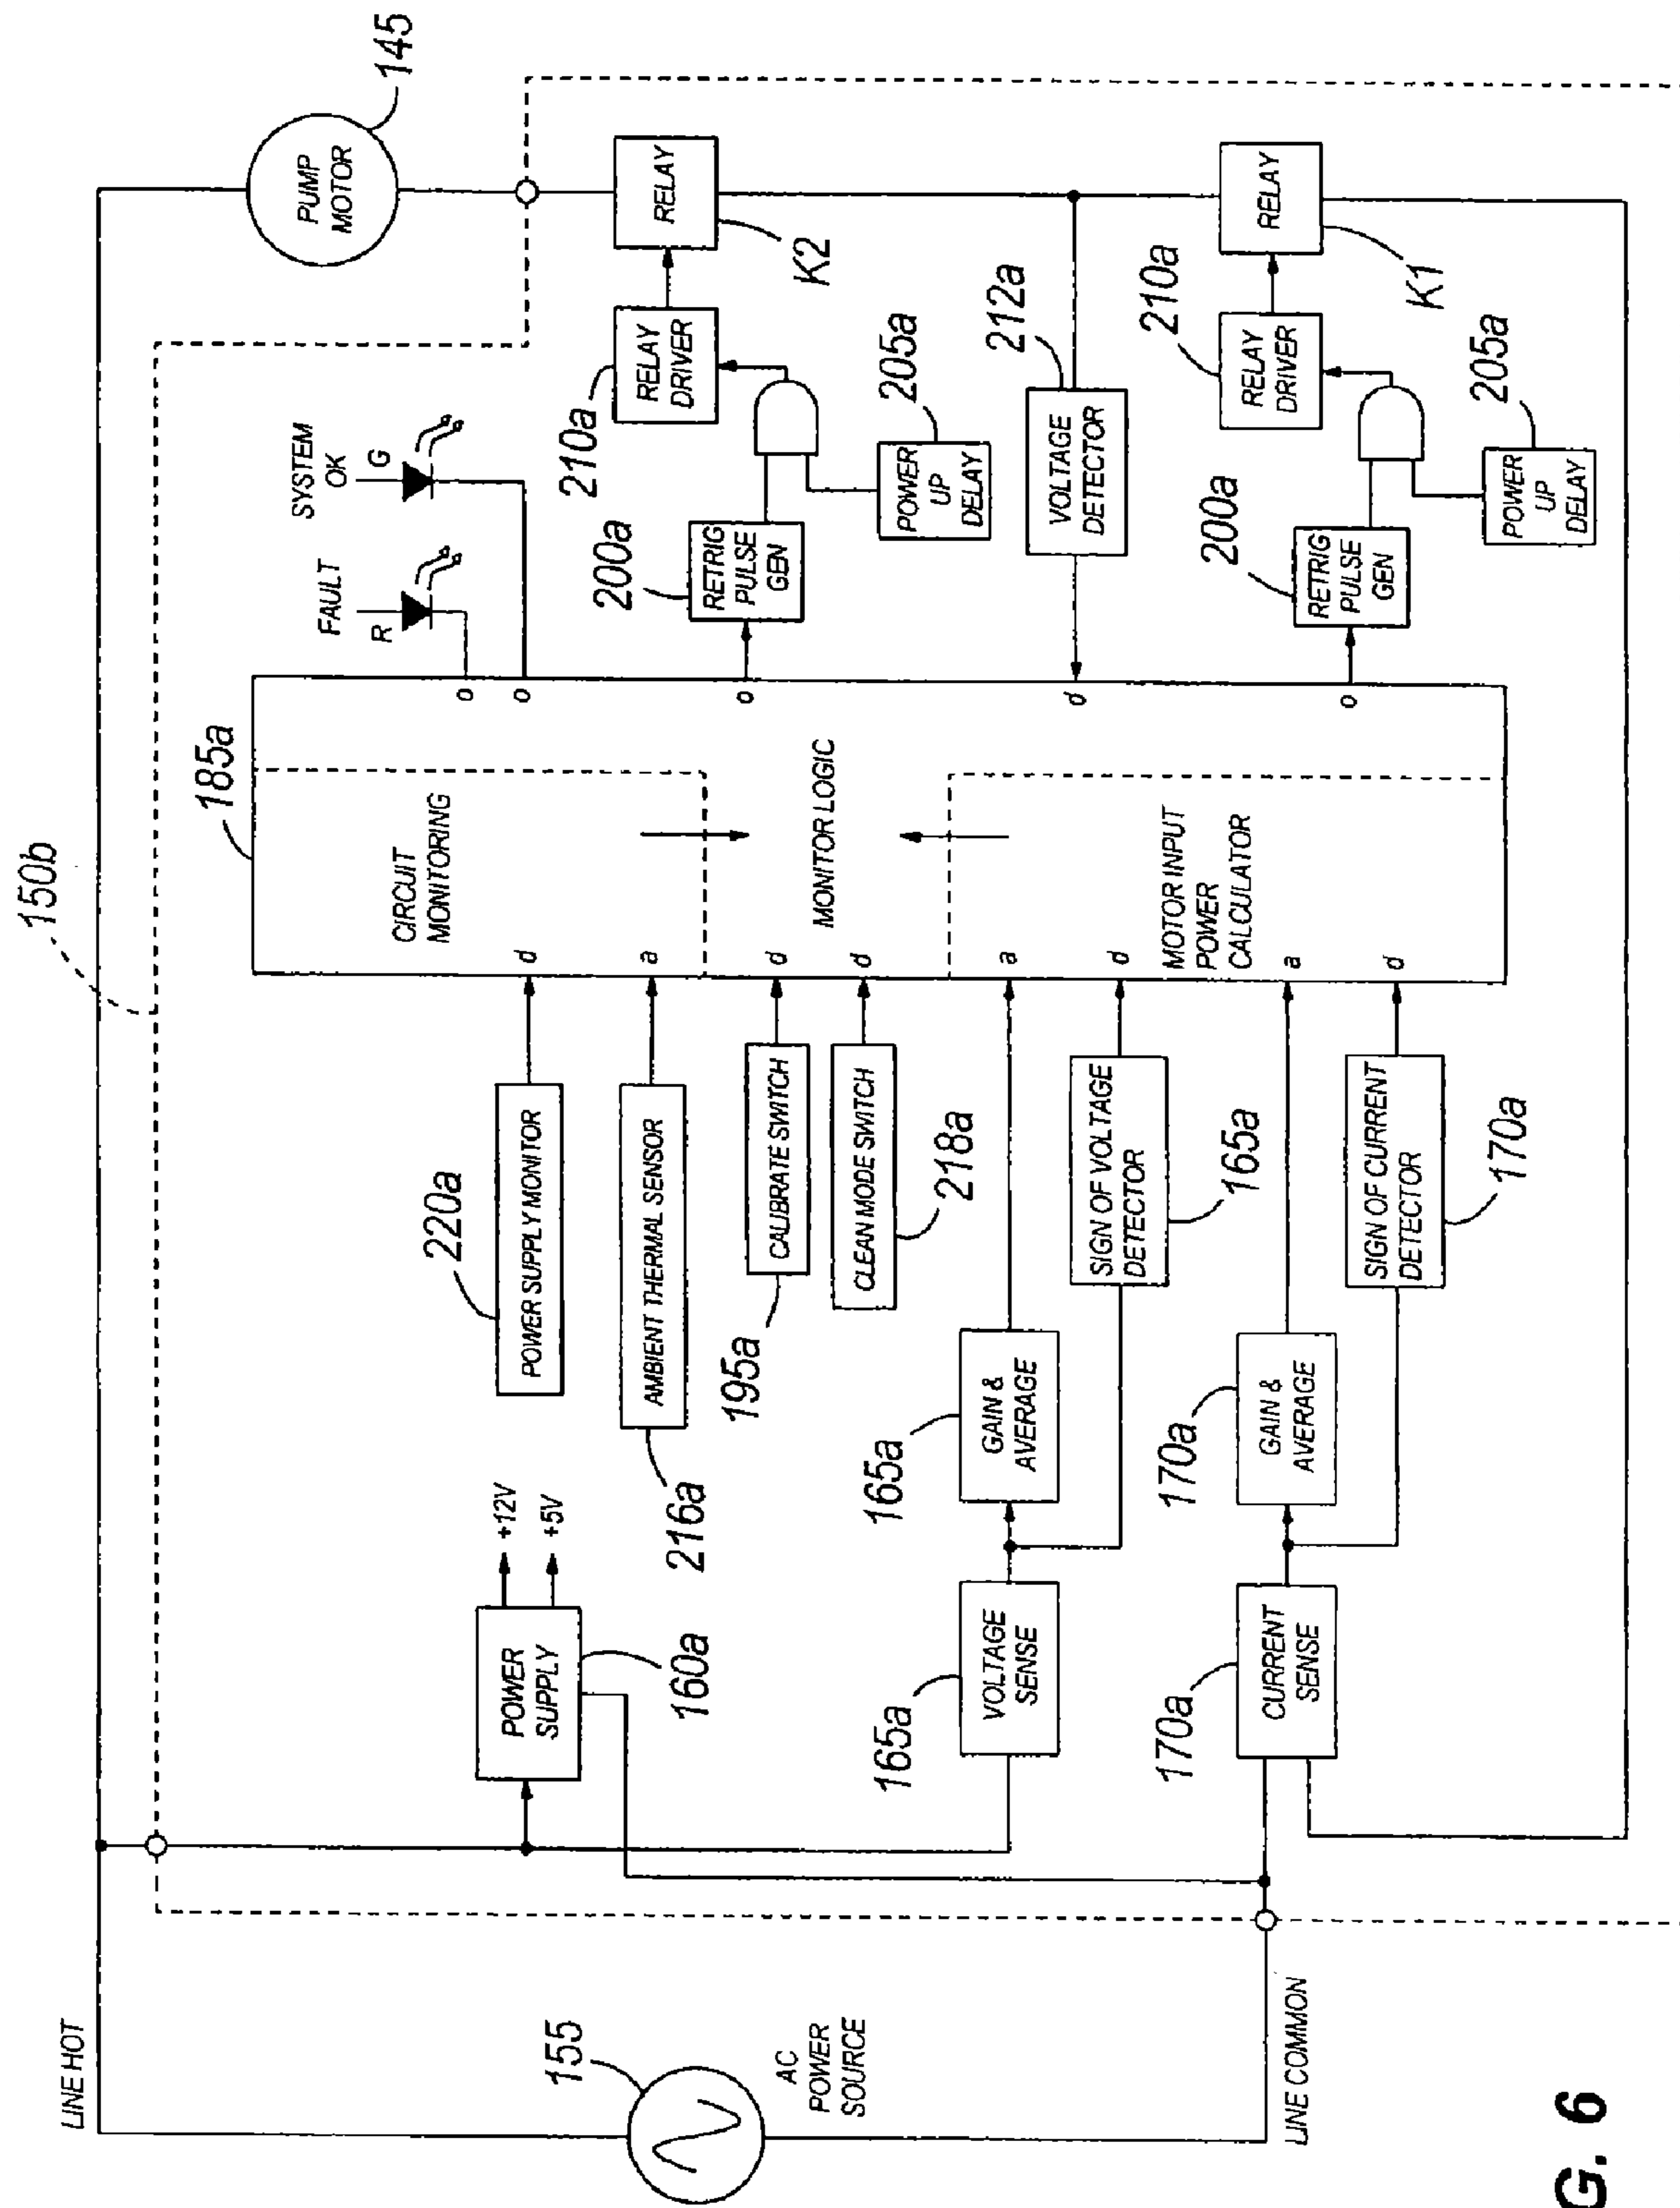 150b
LINE HOT
185a
PUMP
MOTOR
145
SYSTEM
OK
FAULT
G
R
POWER
SUPPLY
+12V
+5V
160a
220a
POWER SUPPLY MONITOR
d
CIRCUIT
MONITORING
o
o
155
AC
POWER
SOURCE
216a
AMBIENT THERMAL SENSOR
a
210a
RELAY
DRIVER
RELAY
K2
200a
RETRIG
PULSE
GEN
o
195a
CALIBRATE SWITCH
d
CLEAN MODE SWITCH
218a
d
MONITOR LOGIC
POWER
UP
DELAY
205a
165a
VOLTAGE
SENSE
165a
GAIN &
AVERAGE
a
SIGN OF VOLTAGE
DETECTOR
165a
d
MOTOR INPUT
POWER
CALCULATOR
VOLTAGE
DETECTOR
212a
d
170a
CURRENT
SENSE
170a
GAIN &
AVERAGE
a
SIGN OF CURRENT
DETECTOR
170a
d
210a
RELAY
DRIVER
RELAY
K1
200a
RETRIG
PULSE
GEN
o
POWER
UP
DELAY
205a
LINE COMMON
G. 6